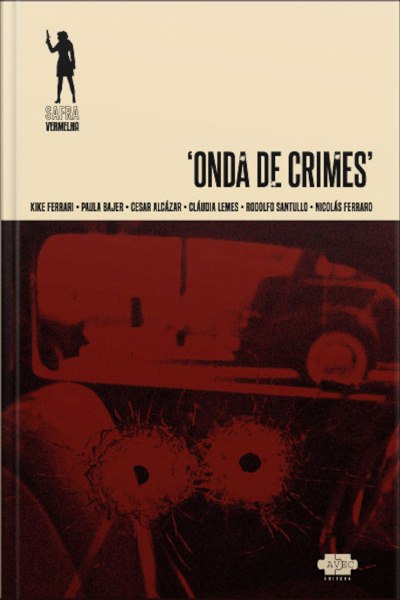 SAFRA
VERMELHA
'ONDA DE CRIMES'
KIKE FERRARI • PAULA BAJER • CESAR ALCÁZAR • CLÁUDIA LEMES • RODOLFO SANTULLO • NICOLÁS FERRARO
AVEC
EDITORA